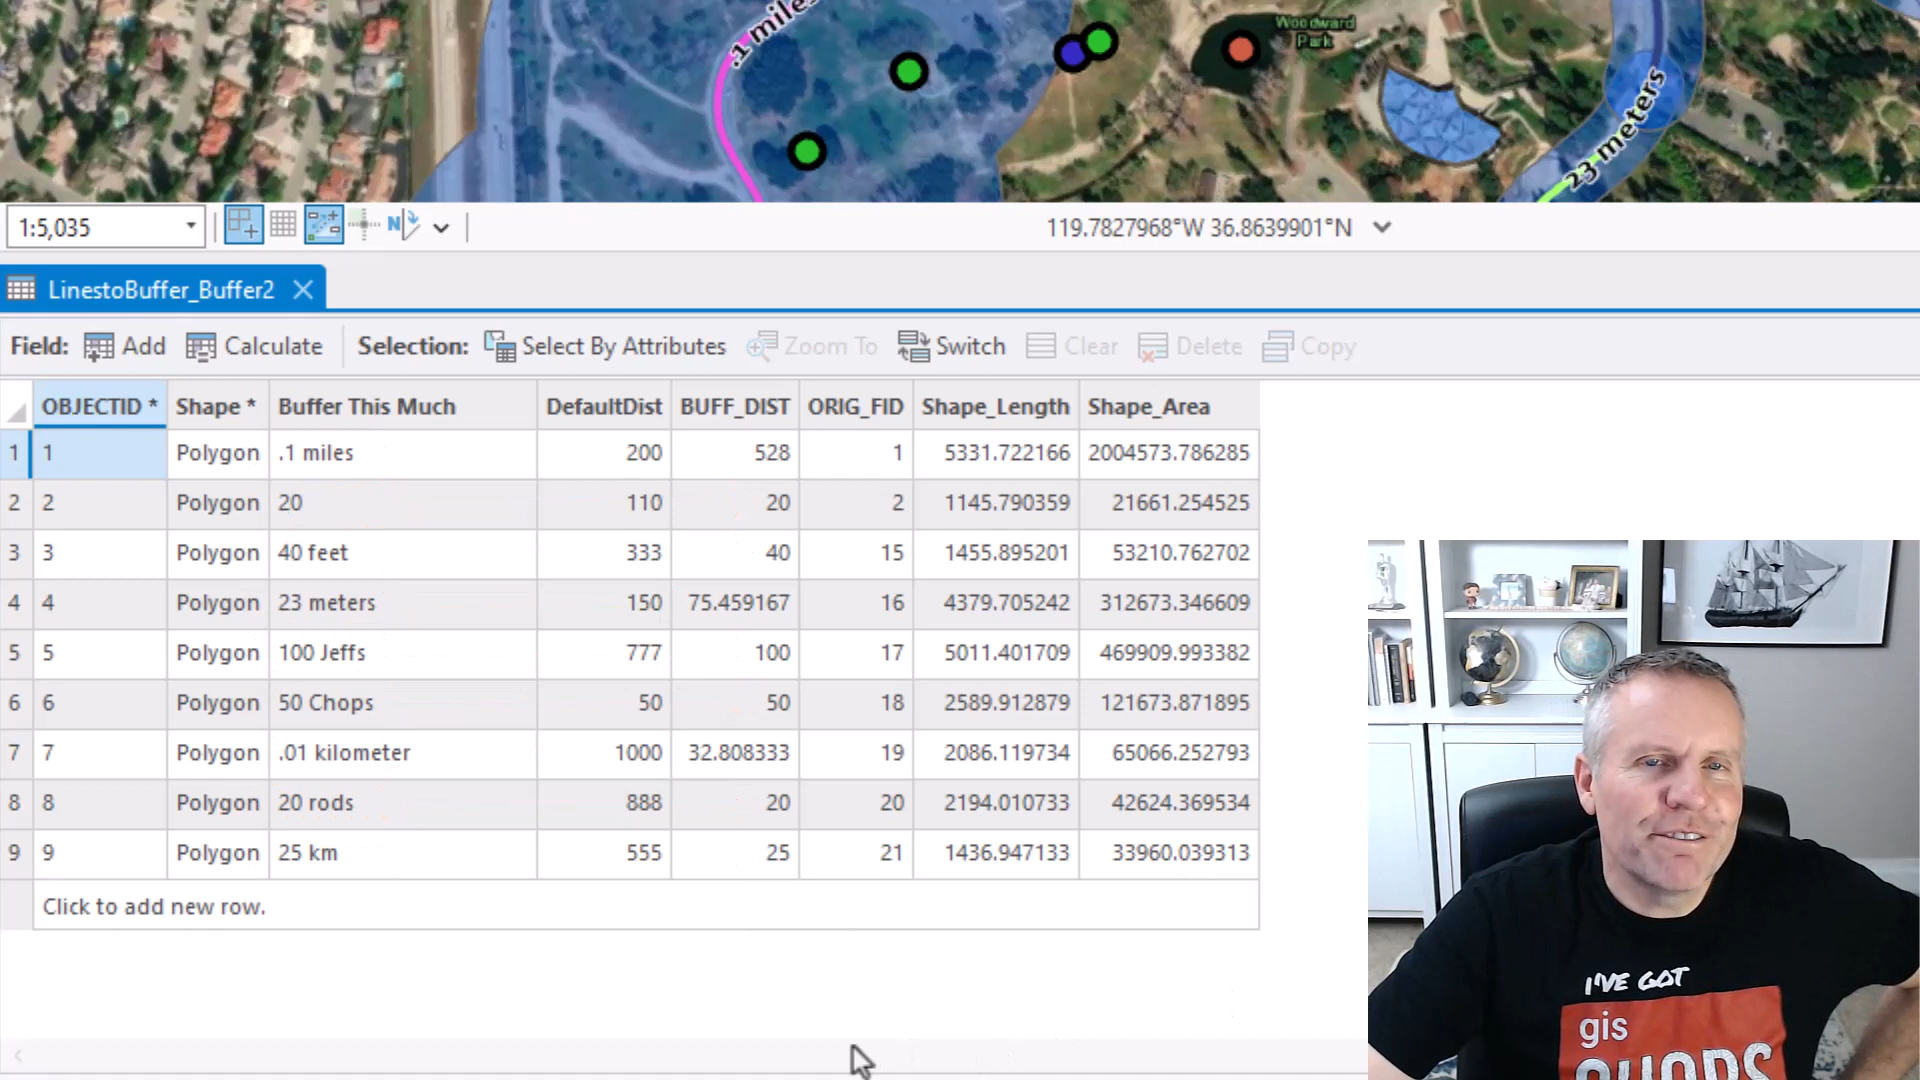 .1 miles
Woodward
Park
23 meters
1:5,035
N
119.7827968°W 36.8639901°N
LinestoBuffer_Buffer2
Field: Add Calculate Selection: Select By Attributes Zoom To Switch Clear Delete Copy
OBJECTID * Shape * Buffer This Much DefaultDist BUFF_DIST ORIG_FID Shape_Length Shape_Area
1 1 Polygon .1 miles 200 528 1 5331.722166 2004573.786285
2 2 Polygon 20 110 20 2 1145.790359 21661.254525
3 3 Polygon 40 feet 333 40 15 1455.895201 53210.762702
4 4 Polygon 23 meters 150 75.459167 16 4379.705242 312673.346609
5 5 Polygon 100 Jeffs 777 100 17 5011.401709 469909.993382
6 6 Polygon 50 Chops 50 50 18 2589.912879 121673.871895
7 7 Polygon .01 kilometer 1000 32.808333 19 2086.119734 65066.252793
8 8 Polygon 20 rods 888 20 20 2194.010733 42624.369534
9 9 Polygon 25 km 555 25 21 1436.947133 33960.039313
Click to add new row.
I'VE GOT
gis
CHOPS